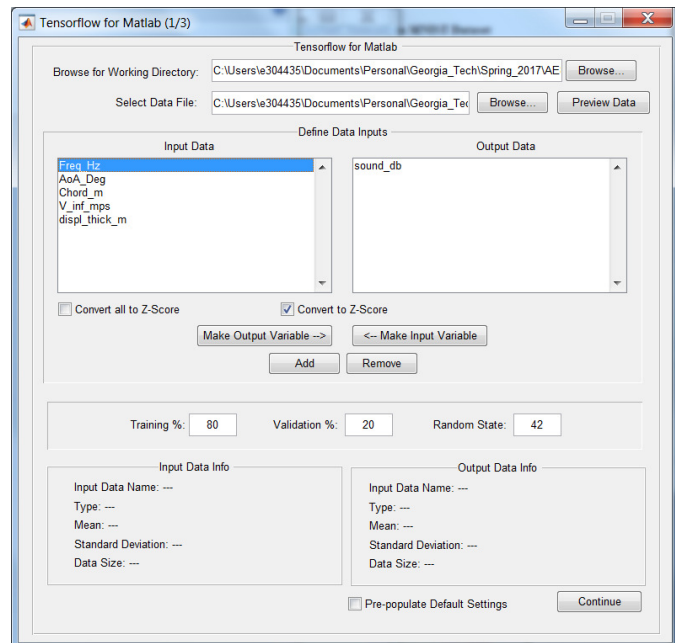 Tensorflow for Matlab (1/3)
Tensorflow for Matlab
Browse for Working Directory: C:\Users\e304435\Documents\Personal\Georgia_Tech\Spring_2017\AE Browse...
Select Data File: C:\Users\e304435\Documents\Personal\Georgia_Tec Browse... Preview Data
Define Data Inputs
Input Data Output Data
Freq_Hz sound_db
AoA_Deg
Chord_m
V_inf_mps
displ_thick_m
Convert all to Z-Score Convert to Z-Score
Make Output Variable --> <-- Make Input Variable
Add Remove
Training %: 80 Validation %: 20 Random State: 42
Input Data Info Output Data Info
Input Data Name: --- Input Data Name: ---
Type: --- Type: ---
Mean: --- Mean: ---
Standard Deviation: --- Standard Deviation: ---
Data Size: --- Data Size: ---
Pre-populate Default Settings Continue